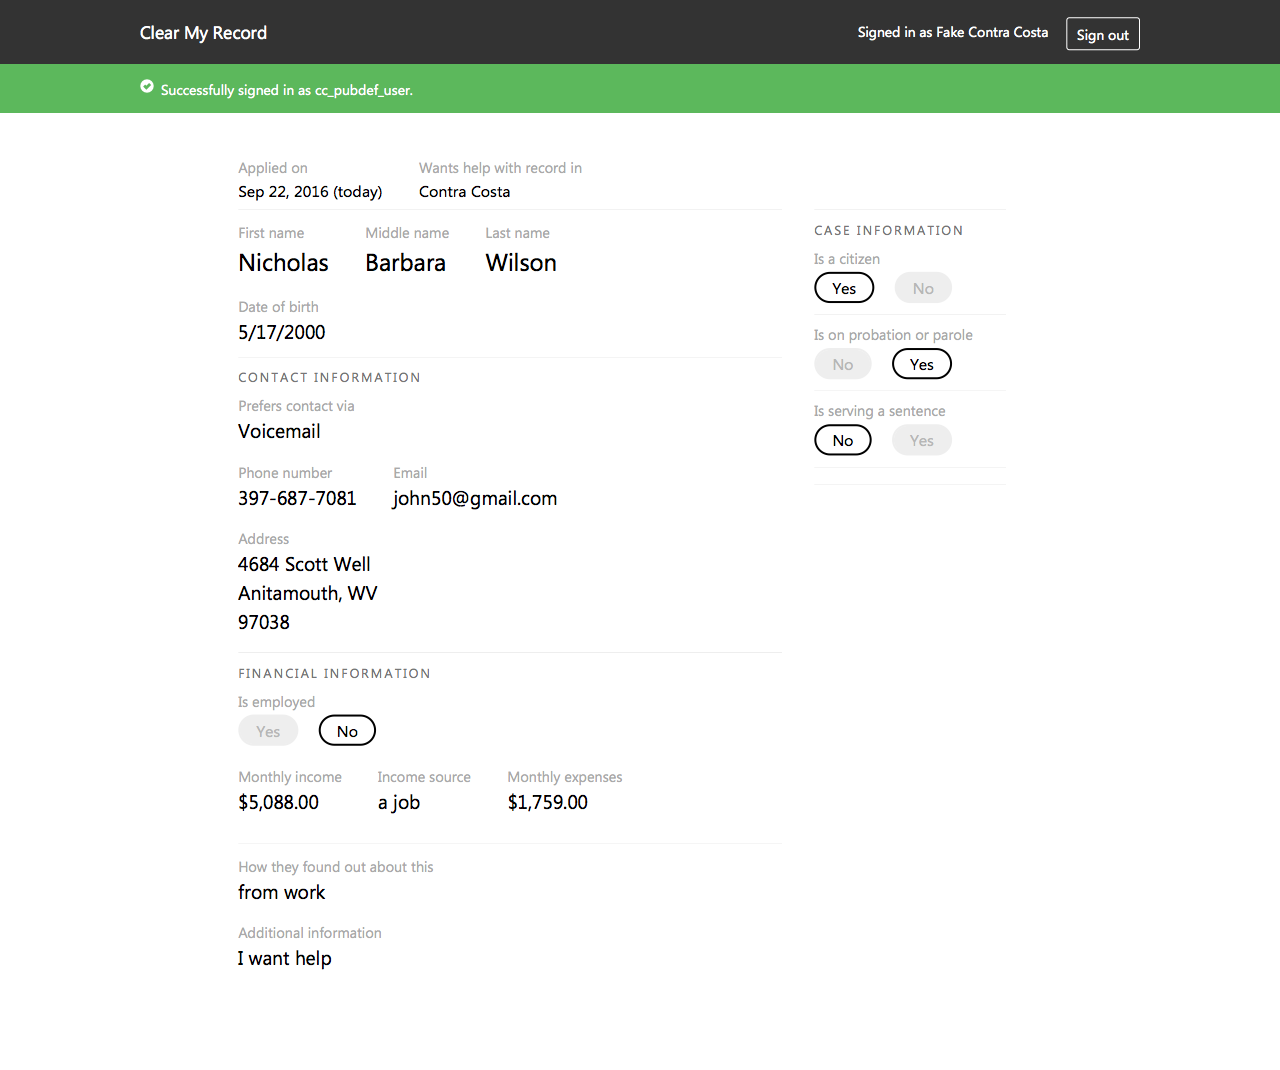 Clear My Record
Signed in as Fake Contra Costa
Sign out
Successfully signed in as cc_pubdef_user.
Applied on
Sep 22, 2016 (today)
Wants help with record in
Contra Costa
First name
Nicholas
Middle name
Barbara
Last name
Wilson
Date of birth
5/17/2000
CONTACT INFORMATION
Prefers contact via
Voicemail
Phone number
397-687-7081
Email
john50@gmail.com
Address
4684 Scott Well
Anitamouth, WV
97038
FINANCIAL INFORMATION
Is employed
Yes
No
Monthly income
$5,088.00
Income source
a job
Monthly expenses
$1,759.00
How they found out about this
from work
Additional information
I want help
CASE INFORMATION
Is a citizen
Yes
No
Is on probation or parole
No
Yes
Is serving a sentence
No
Yes